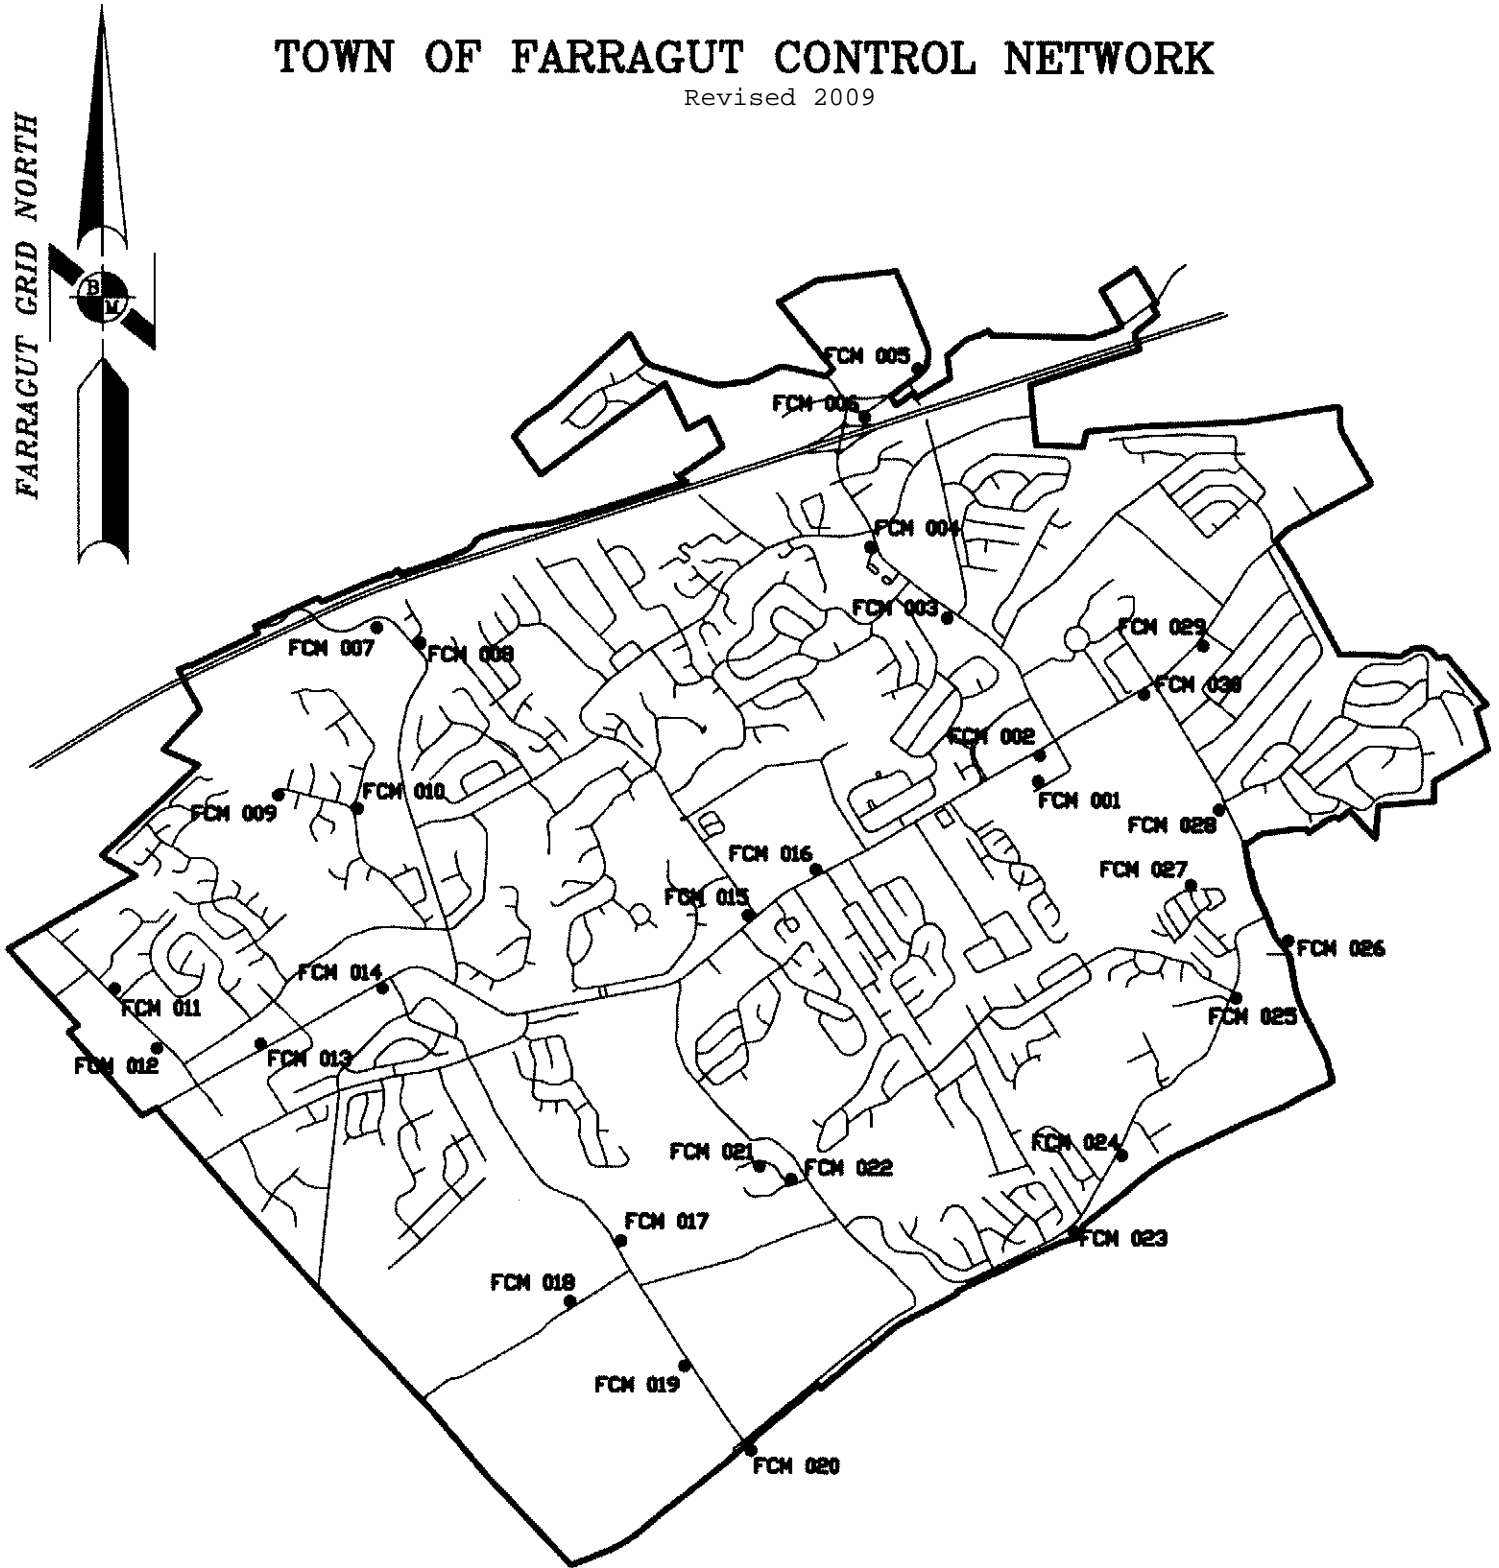 TOWN OF FARRAGUT CONTROL NETWORK
Revised 2009
FARRAGUT GRID NORTH
B
M
FCM 005
FCM 006
FCM 004
FCM 003
FCM 029
FCM 007
FCM 008
FCM 030
FCM 002
FCM 010
FCM 009
FCM 001
FCM 028
FCM 016
FCM 027
FCM 015
FCM 026
FCM 014
FCM 011
FCM 025
FCM 013
FCM 012
FCM 024
FCM 021
FCM 022
FCM 017
FCM 023
FCM 018
FCM 019
FCM 020